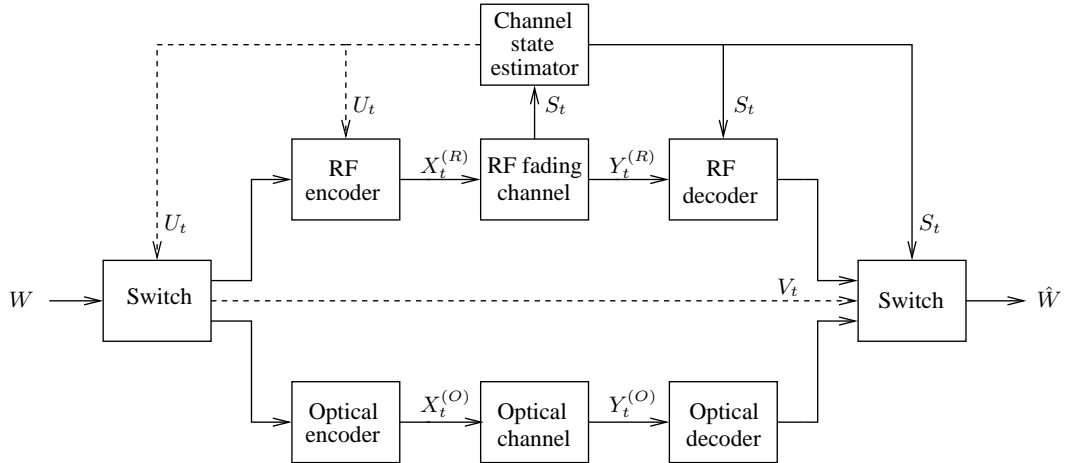 Channel
state
estimator
U_t
S_t
S_t
RF
encoder
X_t^{(R)}
RF fading
channel
Y_t^{(R)}
RF
decoder
U_t
S_t
W
Switch
V_t
Switch
\hat{W}
Optical
encoder
X_t^{(O)}
Optical
channel
Y_t^{(O)}
Optical
decoder